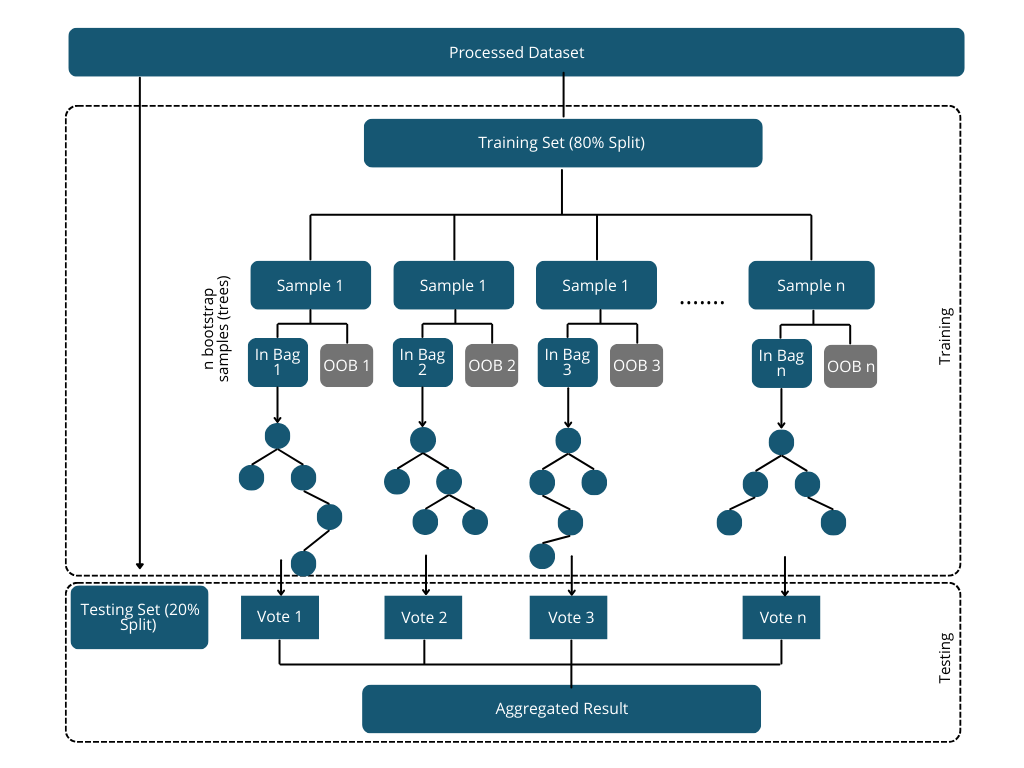 Processed Dataset
Training Set (80% Split)
n bootstrap
samples (trees)
Sample 1
Sample 1
Sample 1
.......
Sample n
Training
In Bag
1
OOB 1
In Bag
2
OOB 2
In Bag
3
OOB 3
In Bag
n
OOB n
Testing Set (20%
Split)
Vote 1
Vote 2
Vote 3
Vote n
Testing
Aggregated Result